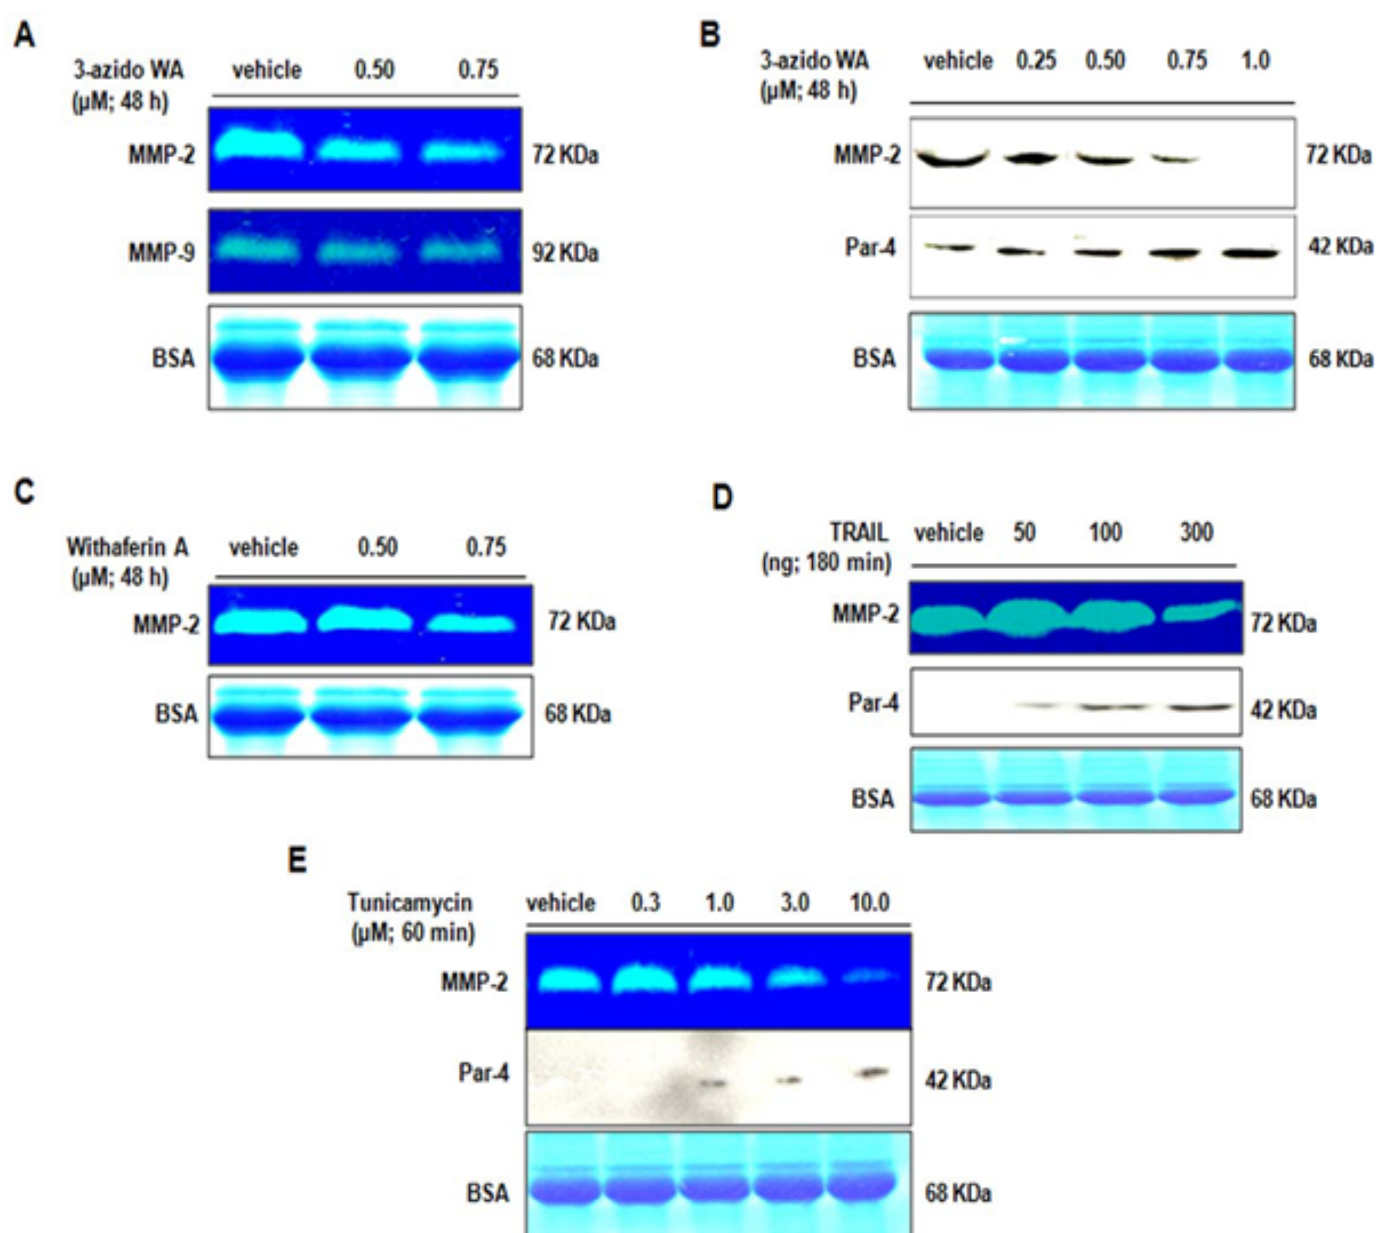 A
3-azido WA vehicle 0.50 0.75
(µM; 48 h)
MMP-2 72 KDa
MMP-9 92 KDa
BSA 68 KDa
B
3-azido WA vehicle 0.25 0.50 0.75 1.0
(µM; 48 h)
MMP-2 72 KDa
Par-4 42 KDa
BSA 68 KDa
C
Withaferin A vehicle 0.50 0.75
(µM; 48 h)
MMP-2 72 KDa
BSA 68 KDa
D
TRAIL vehicle 50 100 300
(ng; 180 min)
MMP-2 72 KDa
Par-4 42 KDa
BSA 68 KDa
E
Tunicamycin vehicle 0.3 1.0 3.0 10.0
(µM; 60 min)
MMP-2 72 KDa
Par-4 42 KDa
BSA 68 KDa